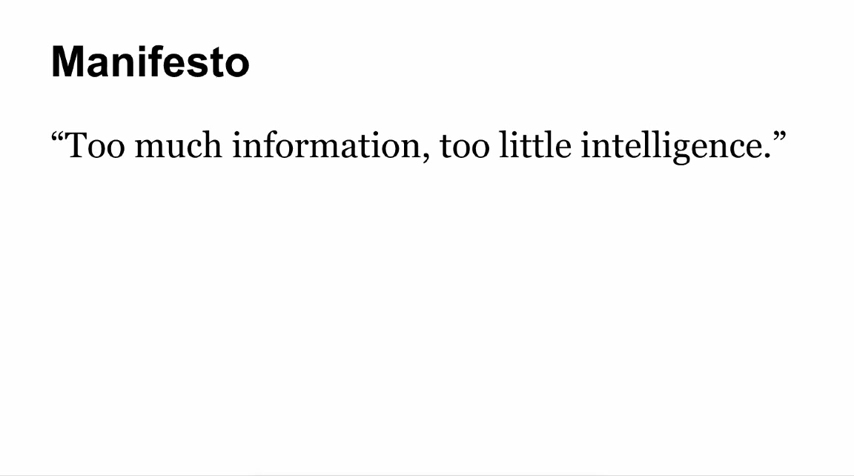 Manifesto
“Too much information, too little intelligence.”